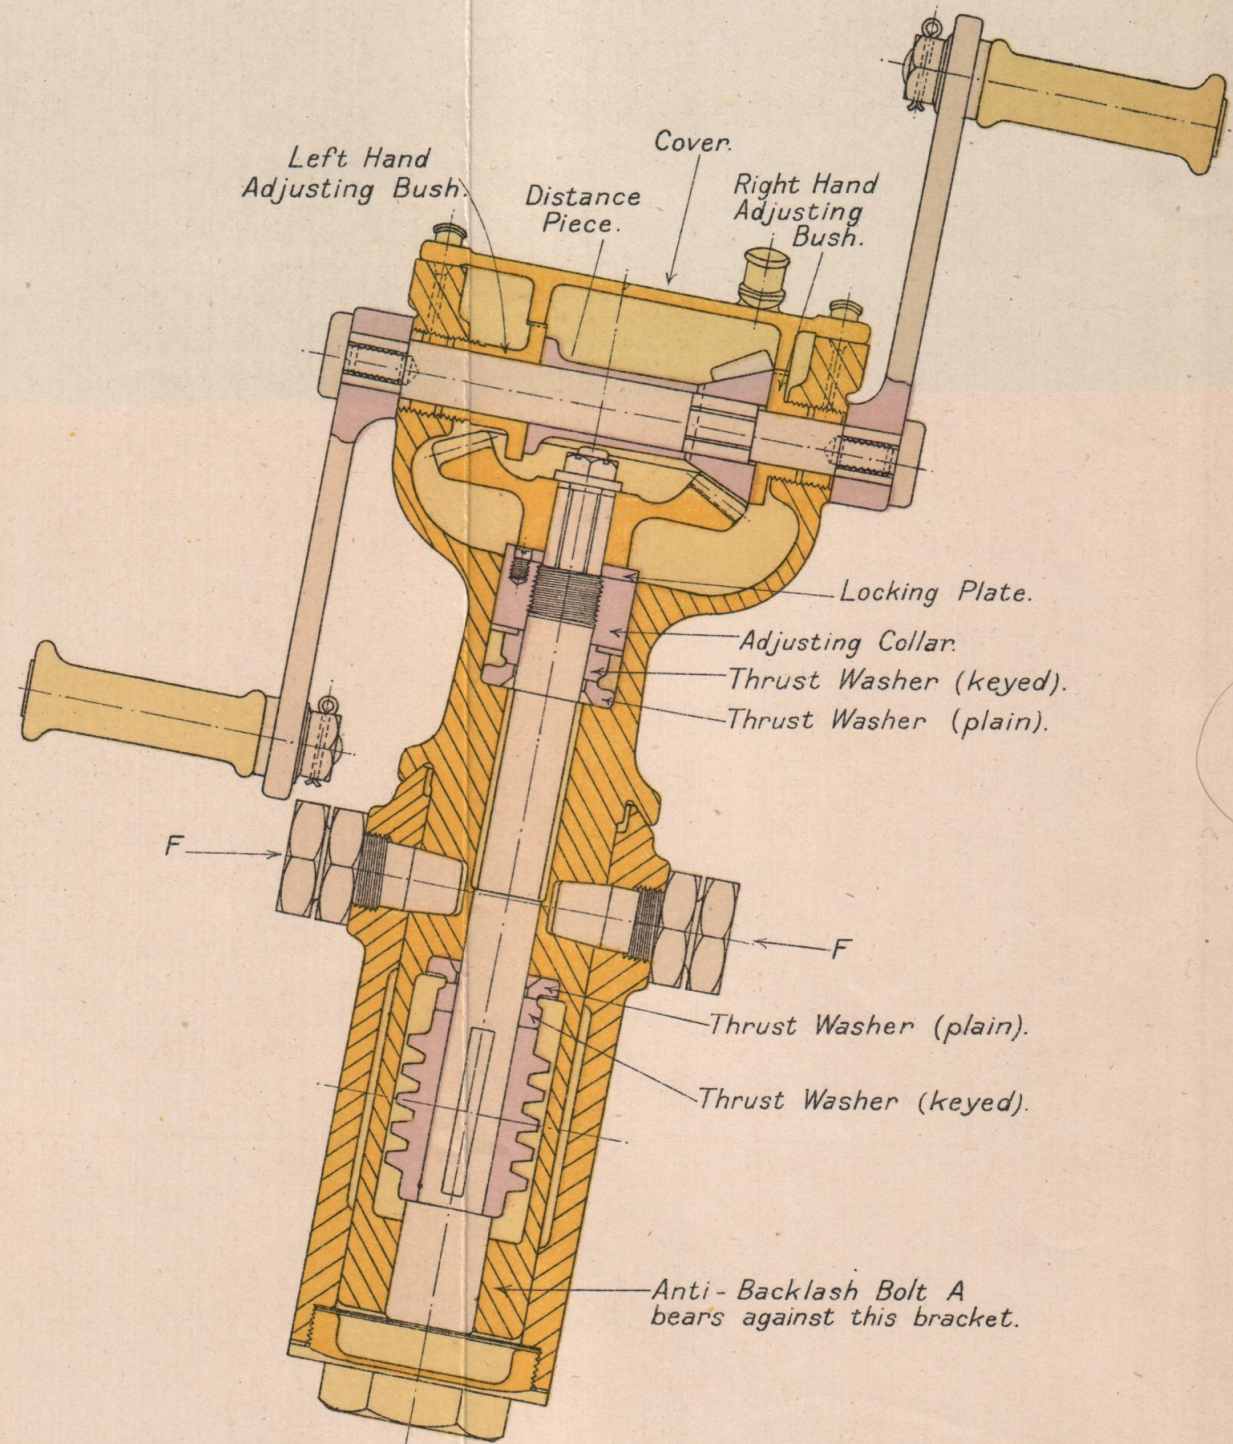 Cover.
Left Hand
Adjusting Bush.
Distance
Piece.
Right Hand
Adjusting
Bush.
Locking Plate.
Adjusting Collar.
Thrust Washer (keyed).
Thrust Washer (plain).
F
F
Thrust Washer (plain).
Thrust Washer (keyed).
Anti-Backlash Bolt A
bears against this bracket.